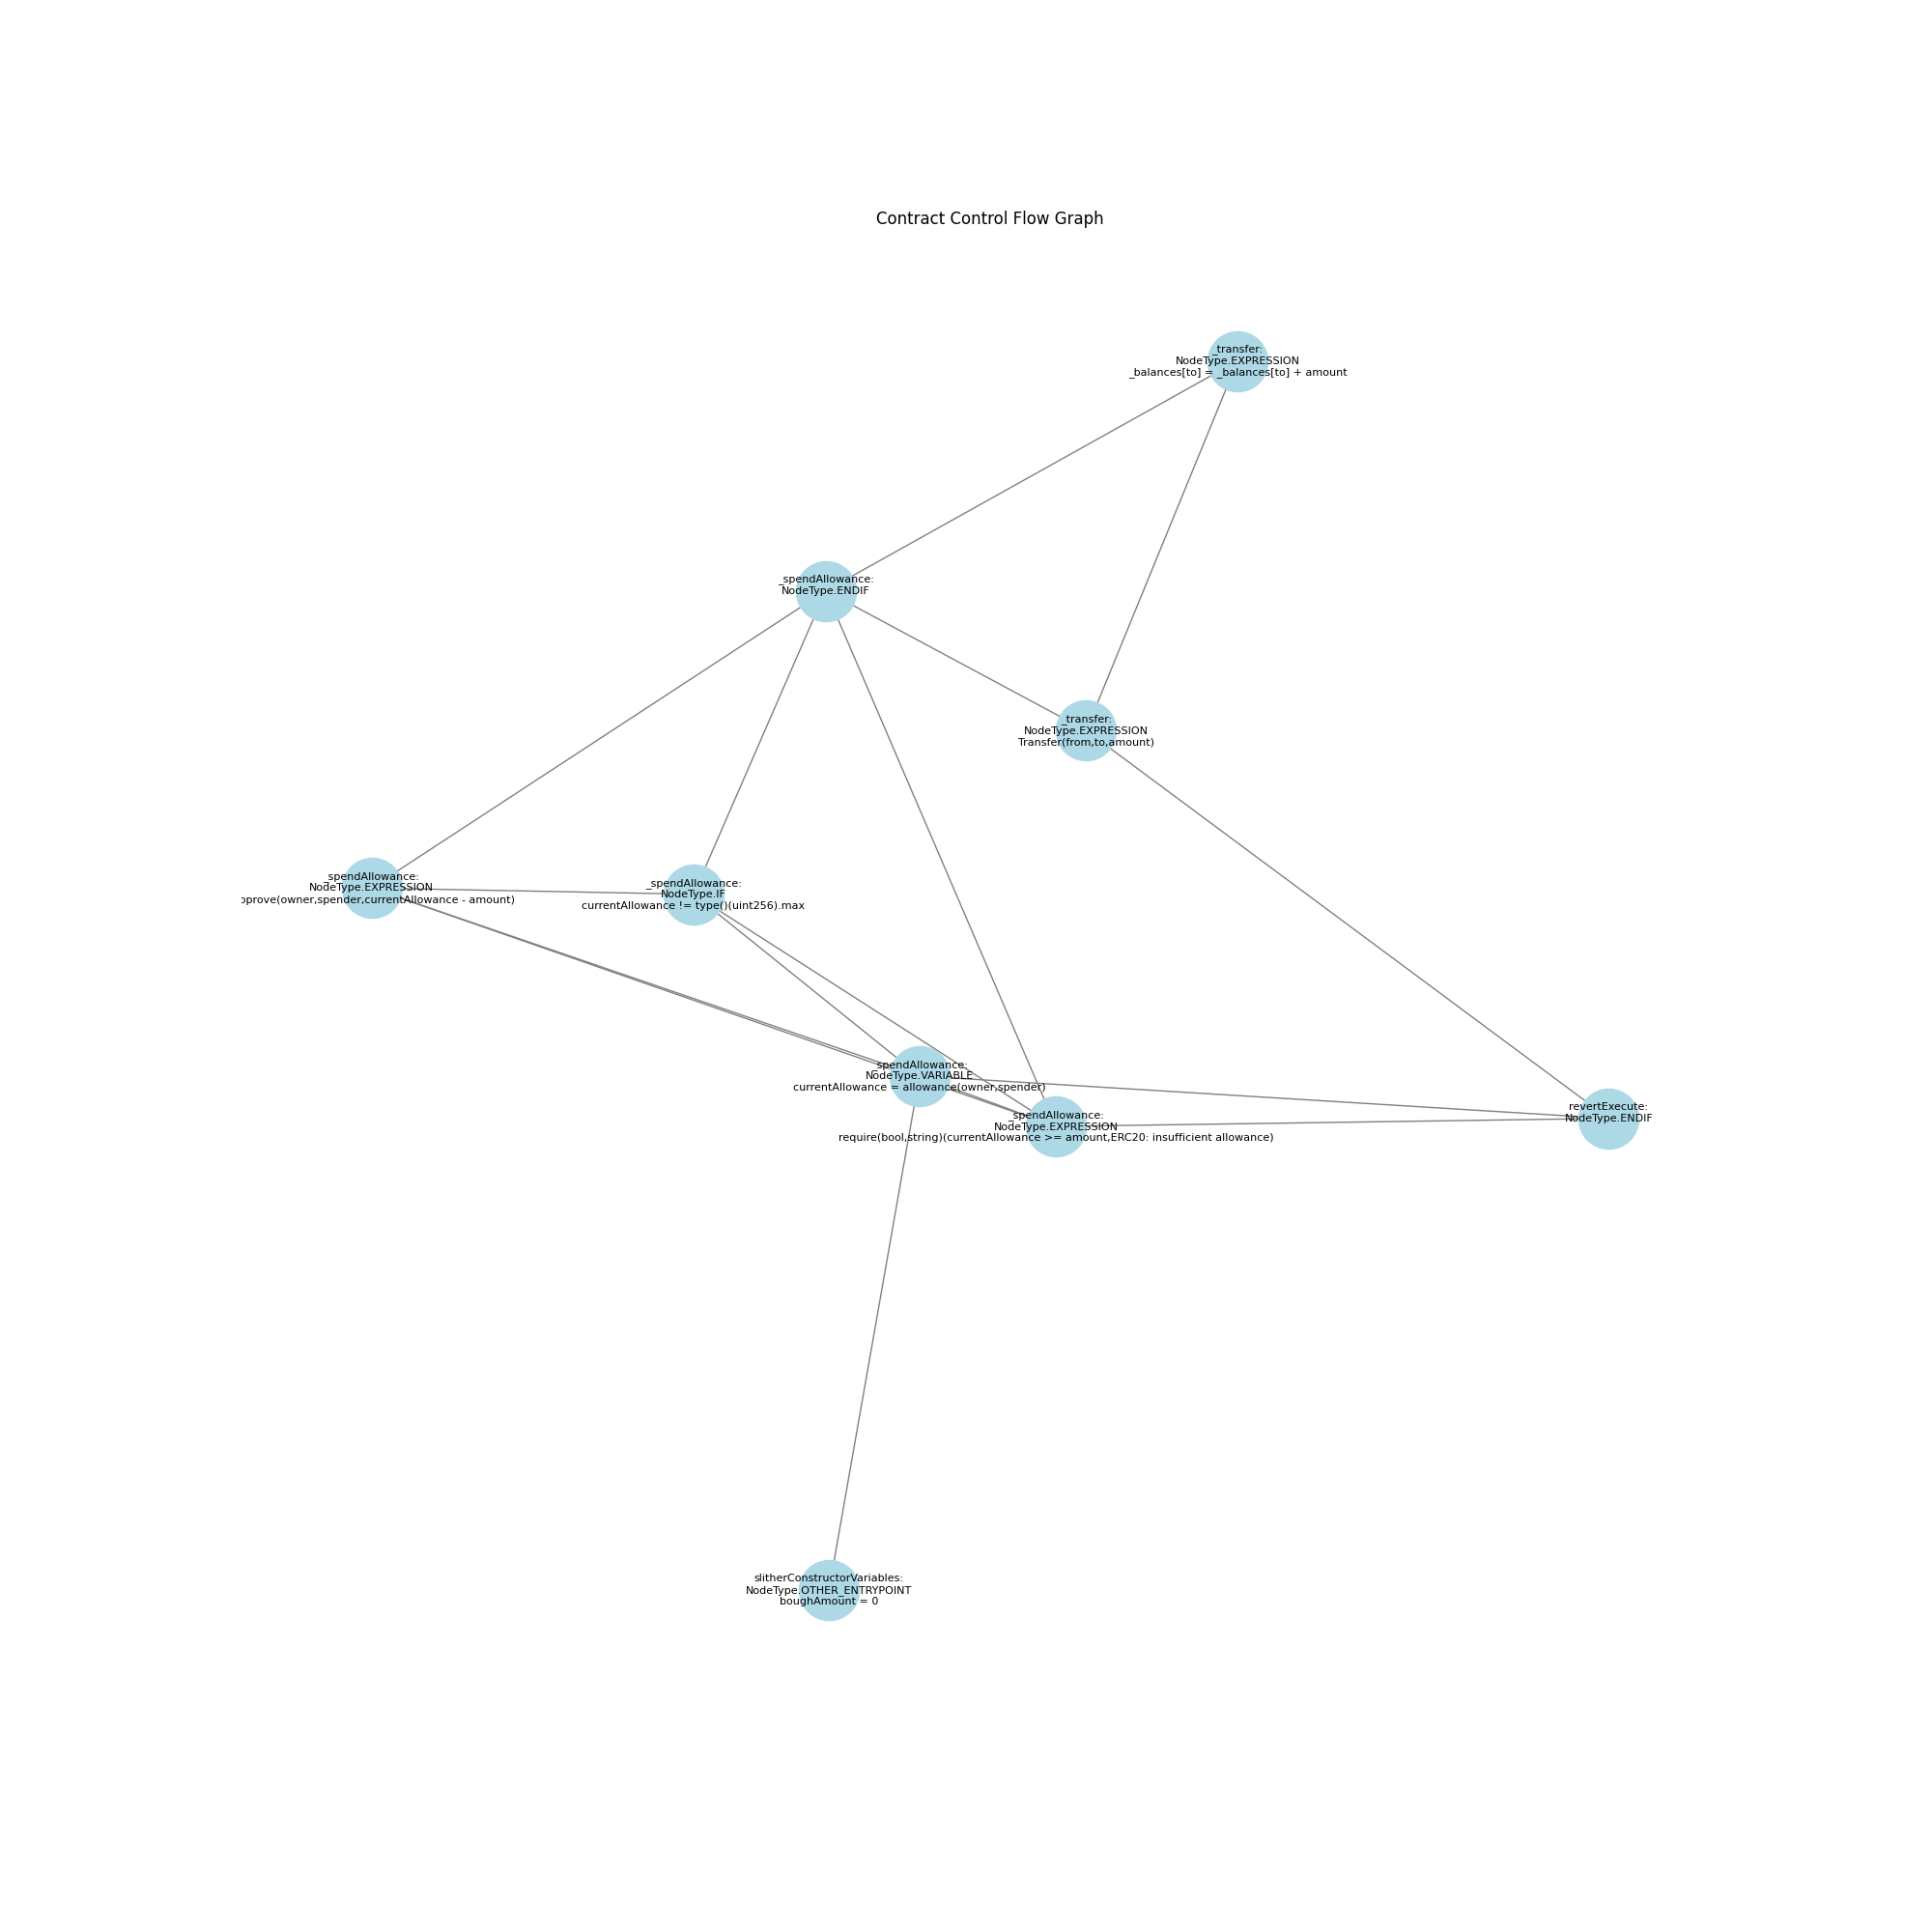 Contract Control Flow Graph
_transfer:
NodeType.EXPRESSION
_balances[to] = _balances[to] + amount
_spendAllowance:
NodeType.ENDIF
_transfer:
NodeType.EXPRESSION
Transfer(from,to,amount)
_spendAllowance:
NodeType.EXPRESSION
pprove(owner,spender,currentAllowance - amount)
_spendAllowance:
NodeType.IF
currentAllowance != type()(uint256).max
_spendAllowance:
NodeType.VARIABLE
currentAllowance = allowance(owner,spender)
_spendAllowance:
NodeType.EXPRESSION
require(bool,string)(currentAllowance >= amount,ERC20: insufficient allowance)
revertExecute:
NodeType.ENDIF
slitherConstructorVariables:
NodeType.OTHER_ENTRYPOINT
boughAmount = 0